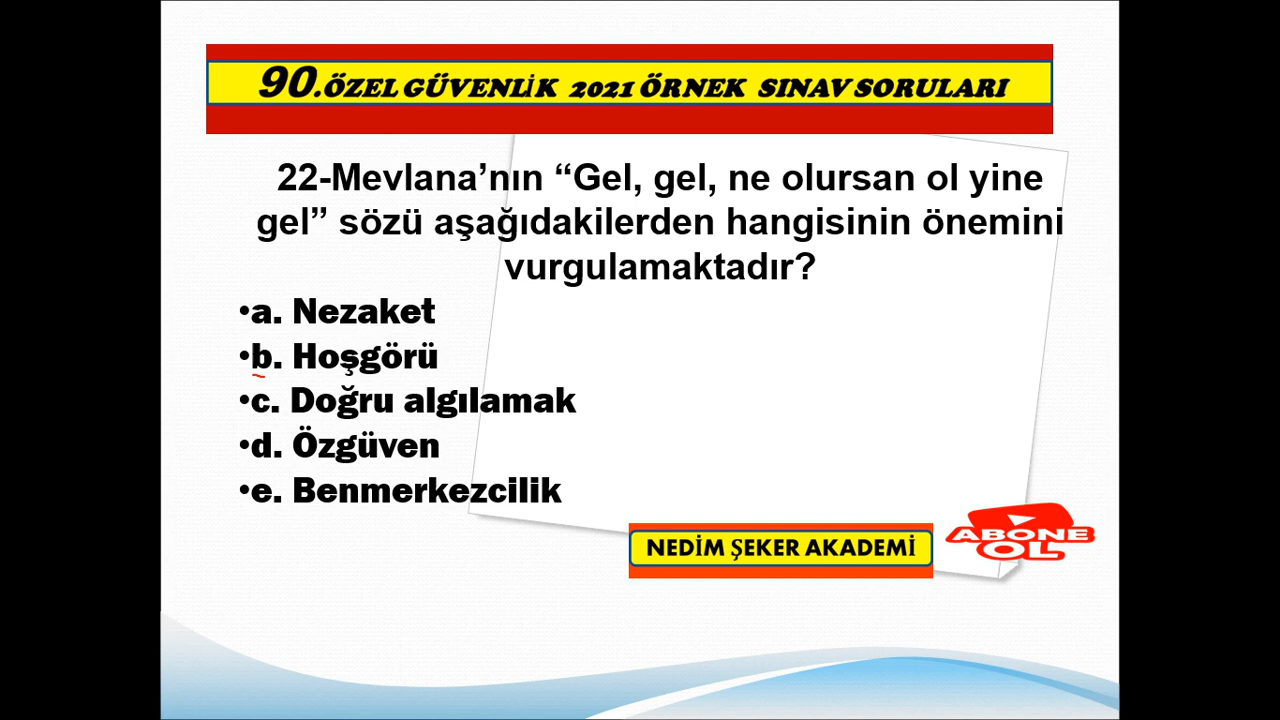 90.ÖZEL GÜVENLİK 2021 ÖRNEK SINAV SORULARI
22-Mevlana’nın “Gel, gel, ne olursan ol yine
gel” sözü aşağıdakilerden hangisinin önemini
vurgulamaktadır?
•a. Nezaket
•b. Hoşgörü
•c. Doğru algılamak
•d. Özgüven
•e. Benmerkezcilik
NEDİM ŞEKER AKADEMİ
ABONE
OL